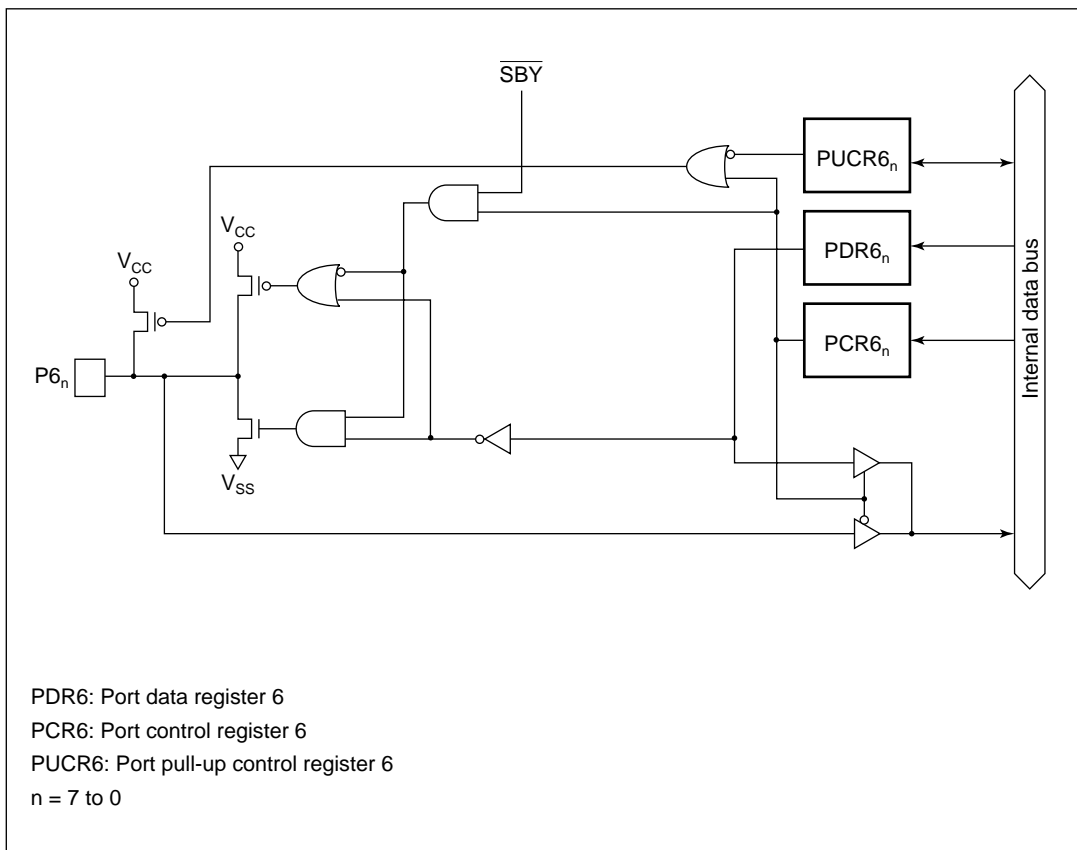 SBY
PUCR6n
VCC
PDR6n
VCC
PCR6n
P6n
VSS
Internal data bus
PDR6: Port data register 6
PCR6: Port control register 6
PUCR6: Port pull-up control register 6
n = 7 to 0